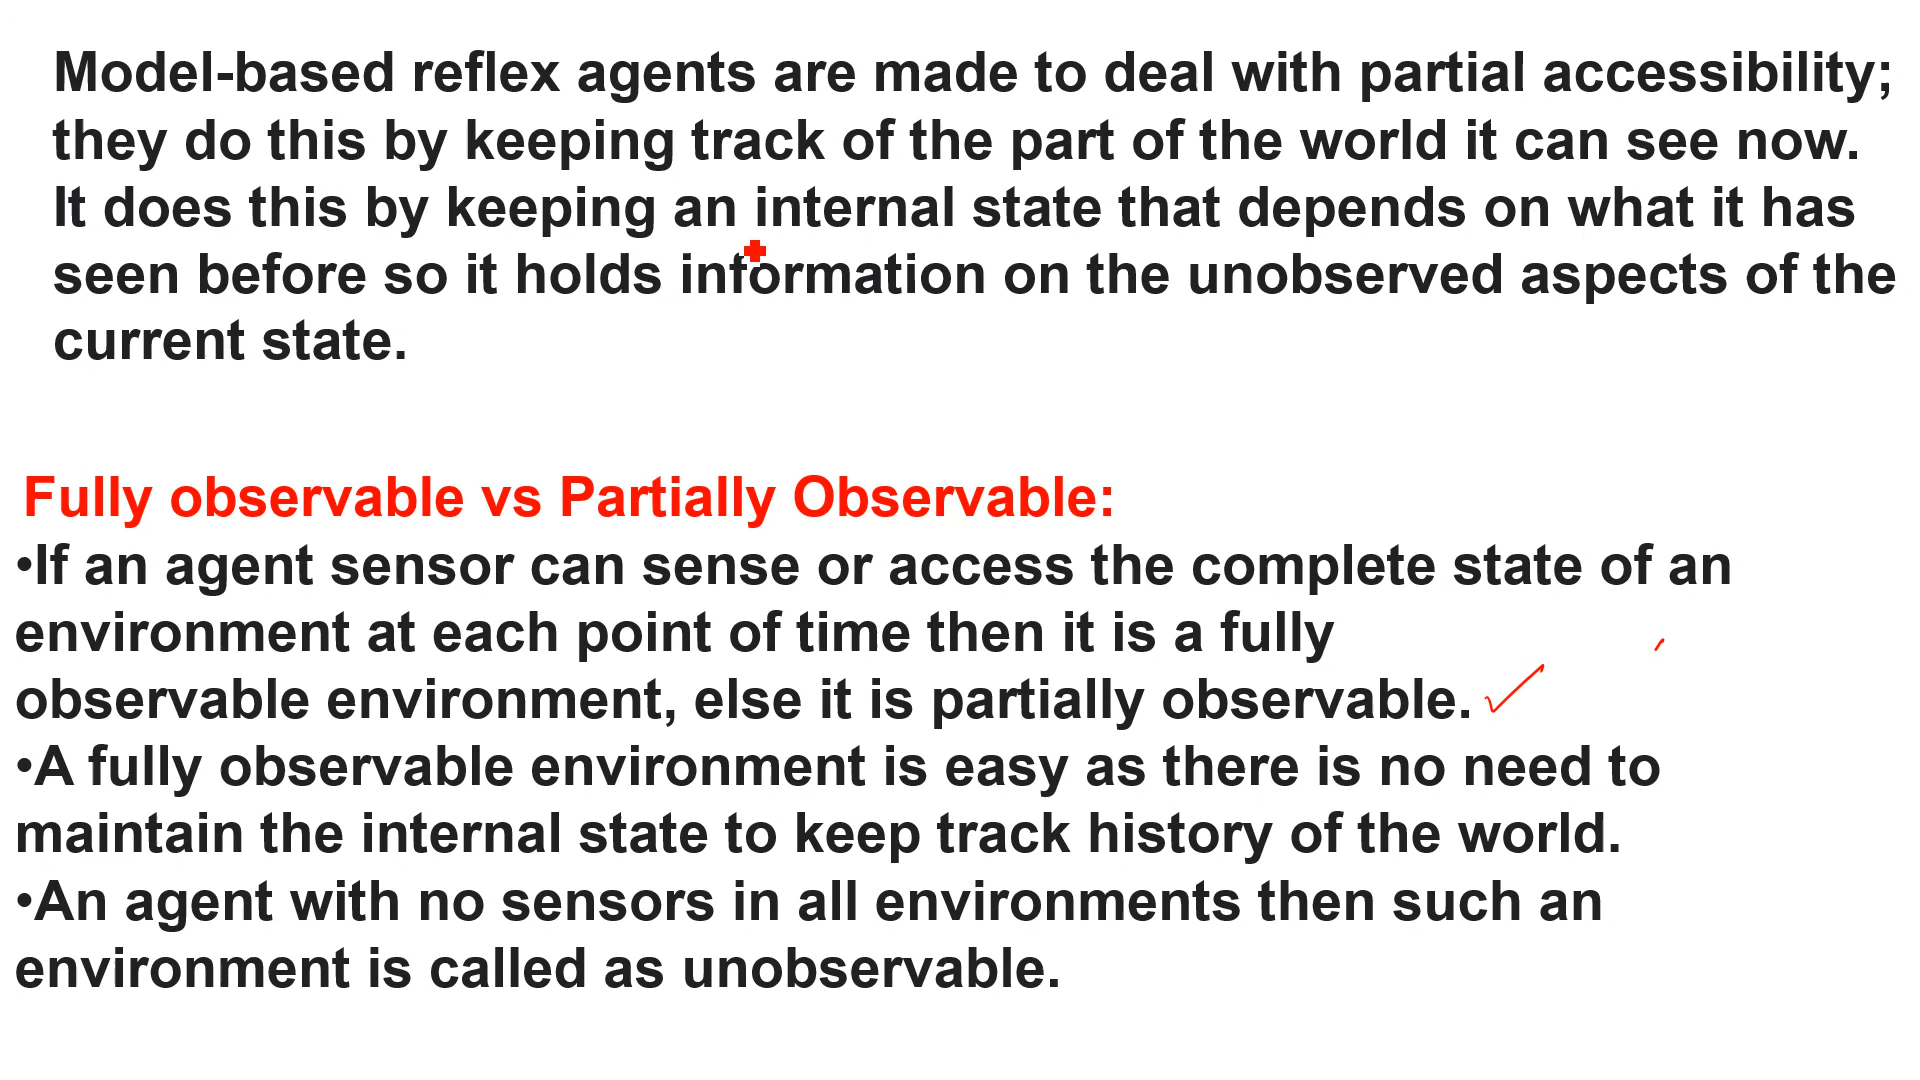 Model-based reflex agents are made to deal with partial accessibility;
they do this by keeping track of the part of the world it can see now.
It does this by keeping an internal state that depends on what it has
seen before so it holds information on the unobserved aspects of the
current state.
Fully observable vs Partially Observable:
•If an agent sensor can sense or access the complete state of an
environment at each point of time then it is a fully
observable environment, else it is partially observable.
•A fully observable environment is easy as there is no need to
maintain the internal state to keep track history of the world.
•An agent with no sensors in all environments then such an
environment is called as unobservable.